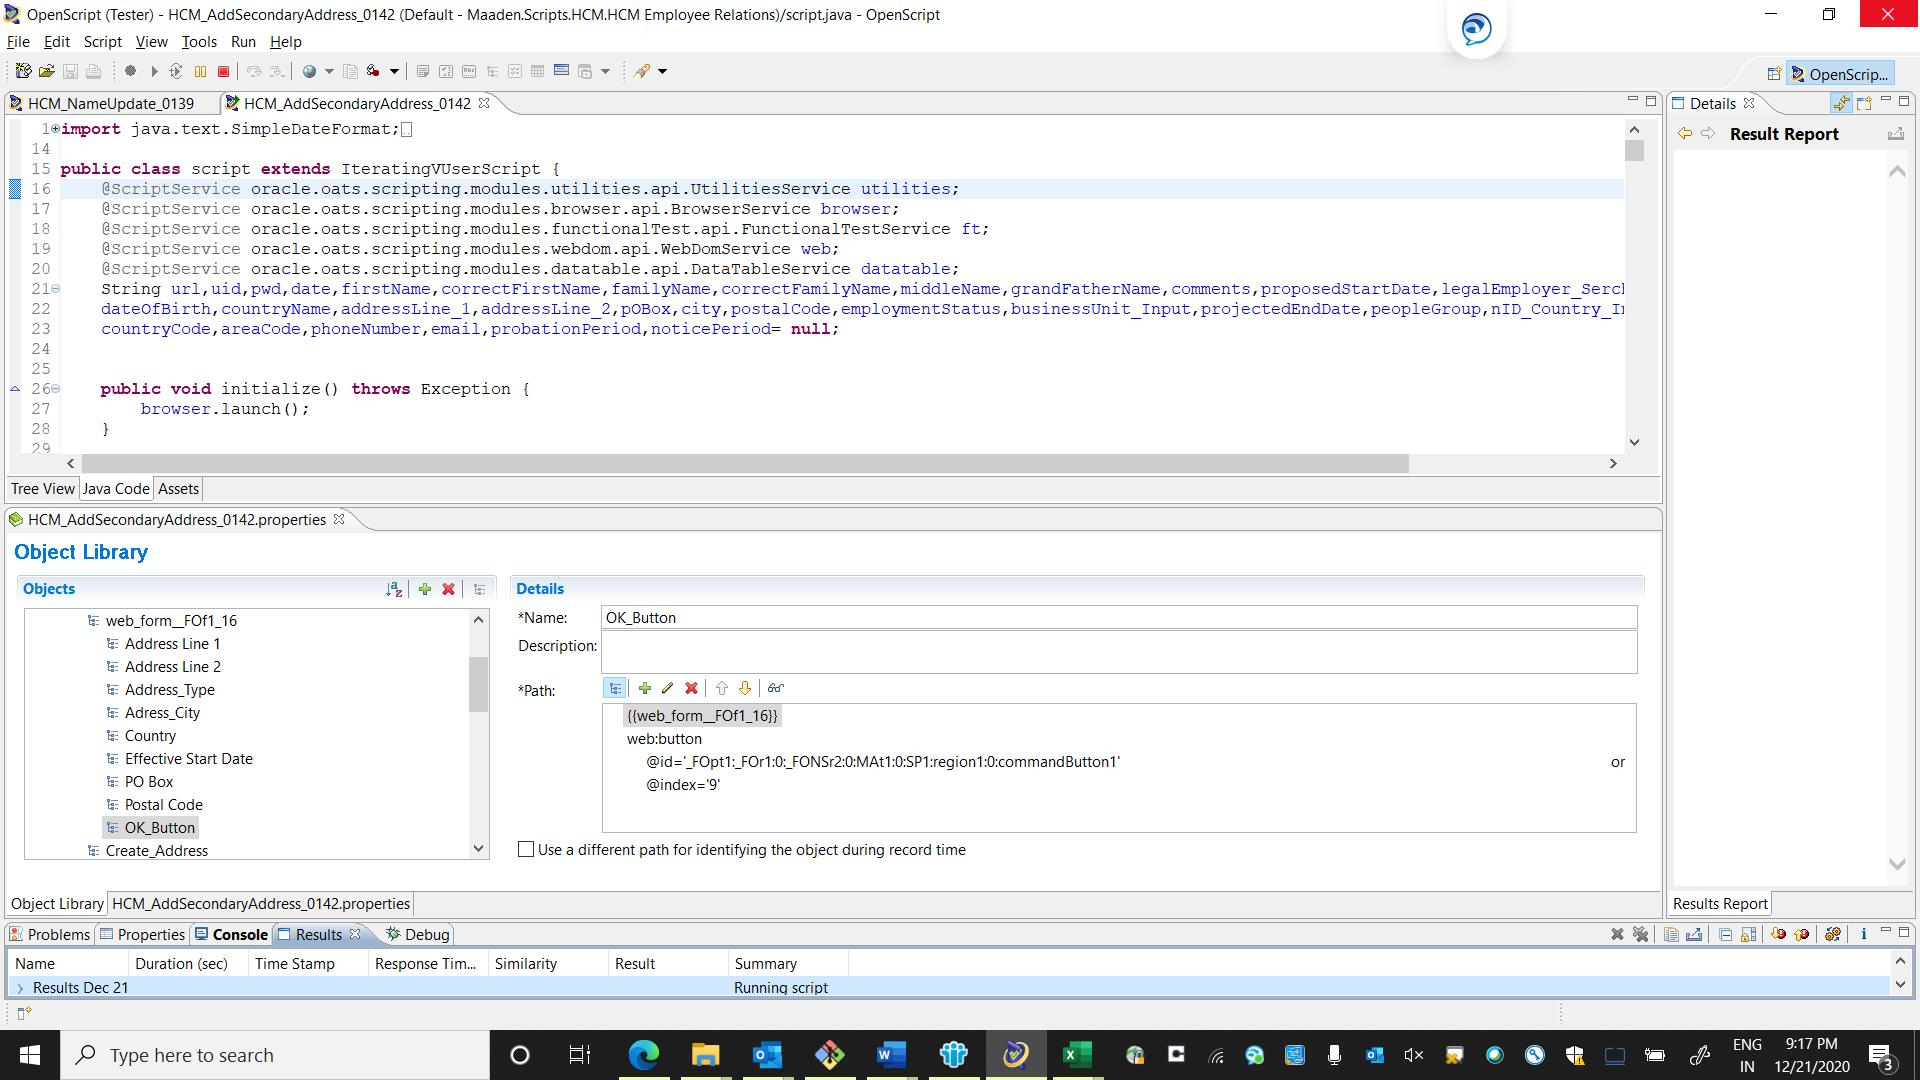 OpenScript (Tester) - HCM_AddSecondaryAddress_0142 (Default - Maaden.Scripts.HCM.HCM Employee Relations)/script.java - OpenScript
File Edit Script View Tools Run Help
OpenScrip...
HCM_NameUpdate_0139 HCM_AddSecondaryAddress_0142
Details
Result Report
1 import java.text.SimpleDateFormat;
14
15 public class script extends IteratingVUserScript {
16 @ScriptService oracle.oats.scripting.modules.utilities.api.UtilitiesService utilities;
17 @ScriptService oracle.oats.scripting.modules.browser.api.BrowserService browser;
18 @ScriptService oracle.oats.scripting.modules.functionalTest.api.FunctionalTestService ft;
19 @ScriptService oracle.oats.scripting.modules.webdom.api.WebDomService web;
20 @ScriptService oracle.oats.scripting.modules.datatable.api.DataTableService datatable;
21 String url,uid,pwd,date,firstName,correctFirstName,familyName,correctFamilyName,middleName,grandFatherName,comments,proposedStartDate,legalEmployer_Serc
22 dateOfBirth,countryName,addressLine_1,addressLine_2,pOBox,city,postalCode,employmentStatus,businessUnit_Input,projectedEndDate,peopleGroup,nID_Country_I
23 countryCode,areaCode,phoneNumber,email,probationPeriod,noticePeriod= null;
24
25
26 public void initialize() throws Exception {
27 browser.launch();
28 }
29
Tree View Java Code Assets
HCM_AddSecondaryAddress_0142.properties
Object Library
Objects
Details
web_form__FOf1_16
Address Line 1
Address Line 2
Address_Type
Adress_City
Country
Effective Start Date
PO Box
Postal Code
OK_Button
Create_Address
*Name: OK_Button
Description:
*Path:
{{web_form__FOf1_16}}
web:button
@id='_FOpt1:_FOr1:0:_FONSr2:0:MAt1:0:SP1:region1:0:commandButton1' or
@index='9'
Use a different path for identifying the object during record time
Object Library HCM_AddSecondaryAddress_0142.properties
Results Report
Problems Properties Console Results Debug
Name Duration (sec) Time Stamp Response Tim... Similarity Result Summary
Results Dec 21 Running script
Type here to search
ENG
IN
9:17 PM
12/21/2020
3